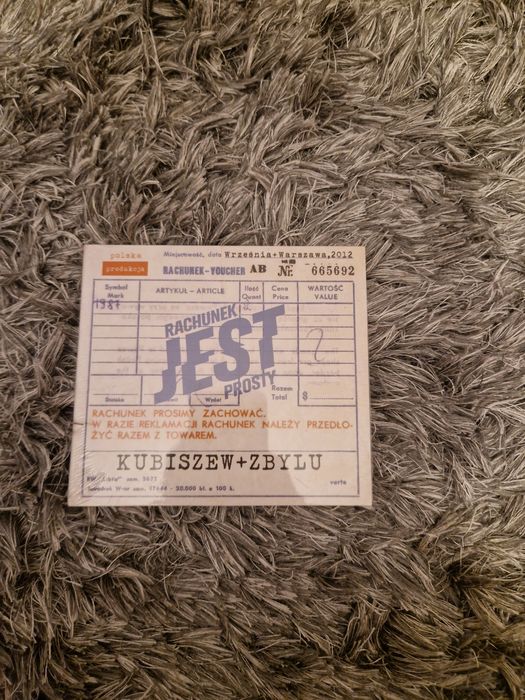 polska
produkcja
Miejscowość, data Września+Warszawa,2012
RACHUNEK-VOUCHER AB № 665692
Symbol Mark
ARTYKUŁ - ARTICLE
Ilość Quant
Cena Price
WARTOŚĆ VALUE
1987
RACHUNEK
JEST
PROSTY
Wydał
Razem Total
$
RACHUNEK PROSIMY ZACHOWAĆ.
W RAZIE REKLAMACJI RACHUNEK NALEŻY PRZEDŁO-
ŻYĆ RAZEM Z TOWAREM.
KUBISZEW+ZBYLU
verte